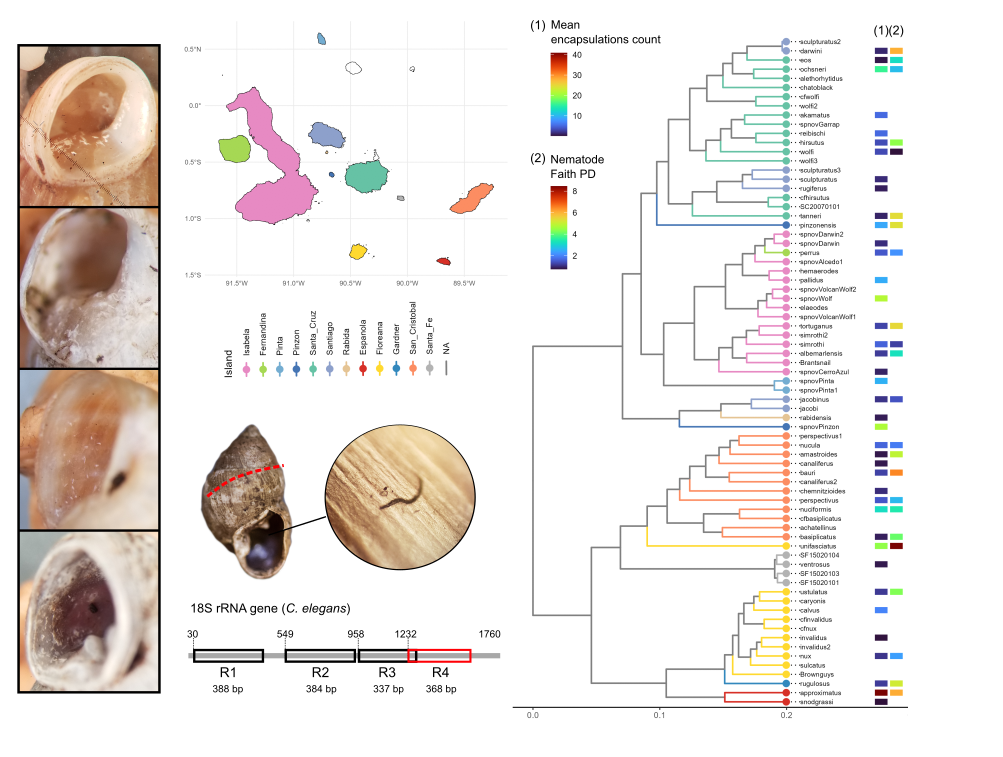 0.5°N
0.0°
0.5°S
1.0°S
1.5°S
91.5°W
91.0°W
90.5°W
90.0°W
89.5°W
Island
Isabela
Fernandina
Pinta
Pinzon
Santa_Cruz
Santiago
Rabida
Espanola
Floreana
Gardner
San_Cristobal
Santa_Fe
NA
18S rRNA gene (C. elegans)
30 549 958 1232 1760
R1 R2 R3 R4
388 bp 384 bp 337 bp 368 bp
(1) Mean
encapsulations count
40
30
20
10
(2) Nematode
Faith PD
8
6
4
2
(1)(2)
sculpturatus2
darwini
eos
ochsneri
alethorhytidus
chatoblack
cfwolfi
wolfi2
akamatus
spnovGarrap
reibischi
hirsutus
wolfi
wolfi3
sculpturatus3
sculpturatus
rugiferus
cfhirsutus
SC20070101
tanneri
pinzonensis
spnovDarwin2
spnovDarwin
perrus
spnovAlcedo1
hemaerodes
pallidus
spnovVolcanWolf2
spnovWolf
elaeodes
spnovVolcanWolf1
tortuganus
simrothi2
simrothi
albemarlensis
Brantsnail
spnovCerroAzul
spnovPinta
spnovPinta1
jacobinus
jacobi
rabidensis
spnovPinzon
perspectivus1
nucula
amastroides
canaliferus
bauri
canaliferus2
chemnitzioides
perspectivus
nuciformis
cfbasiplicatus
achatellinus
basiplicatus
unifasciatus
SF15020104
ventrosus
SF15020103
SF15020101
ustulatus
caryonis
calvus
cfinvalidus
cfnux
invalidus
invalidus2
nux
sulcatus
Brownguys
rugulosus
approximatus
snodgrassi
0.0 0.1 0.2